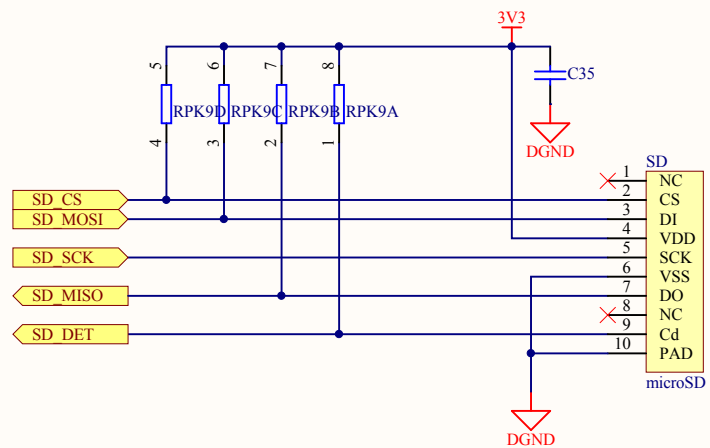 3V3
5 6 7 8
C35
RPK9D RPK9C RPK9B RPK9A
4 3 2 1
DGND
SD
1 NC
SD_CS 2 CS
SD_MOSI 3 DI
4 VDD
SD_SCK 5 SCK
6 VSS
SD_MISO 7 DO
8 NC
SD_DET 9 Cd
10 PAD
microSD
DGND